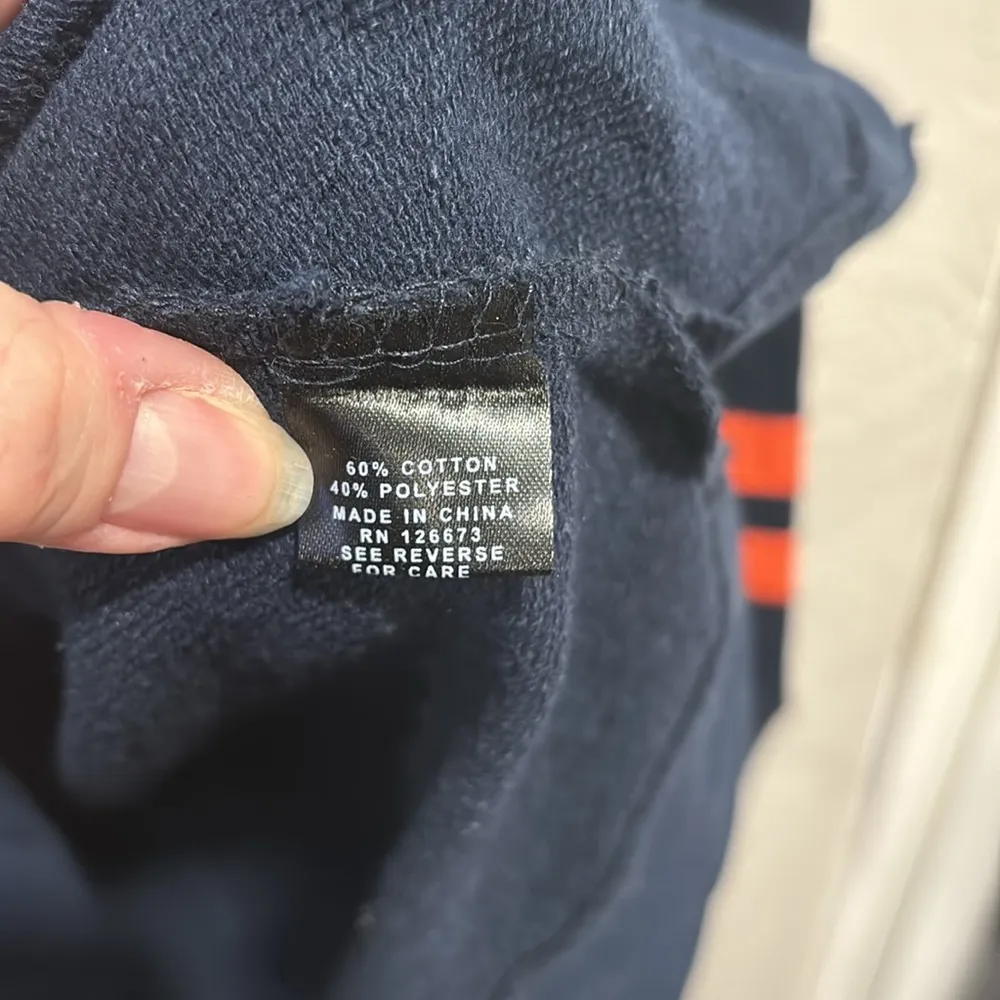 60% COTTON
40% POLYESTER
MADE IN CHINA
RN 126673
SEE REVERSE
FOR CARE